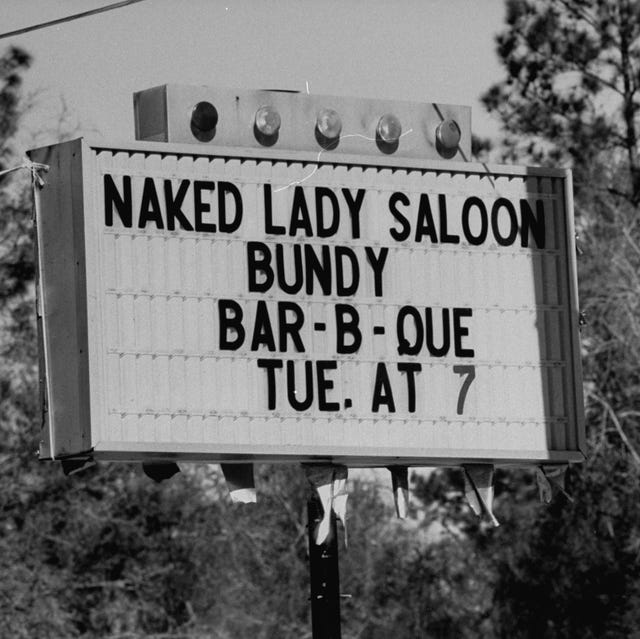 NAKED LADY SALOON
BUNDY
BAR-B-QUE
TUE. AT 7